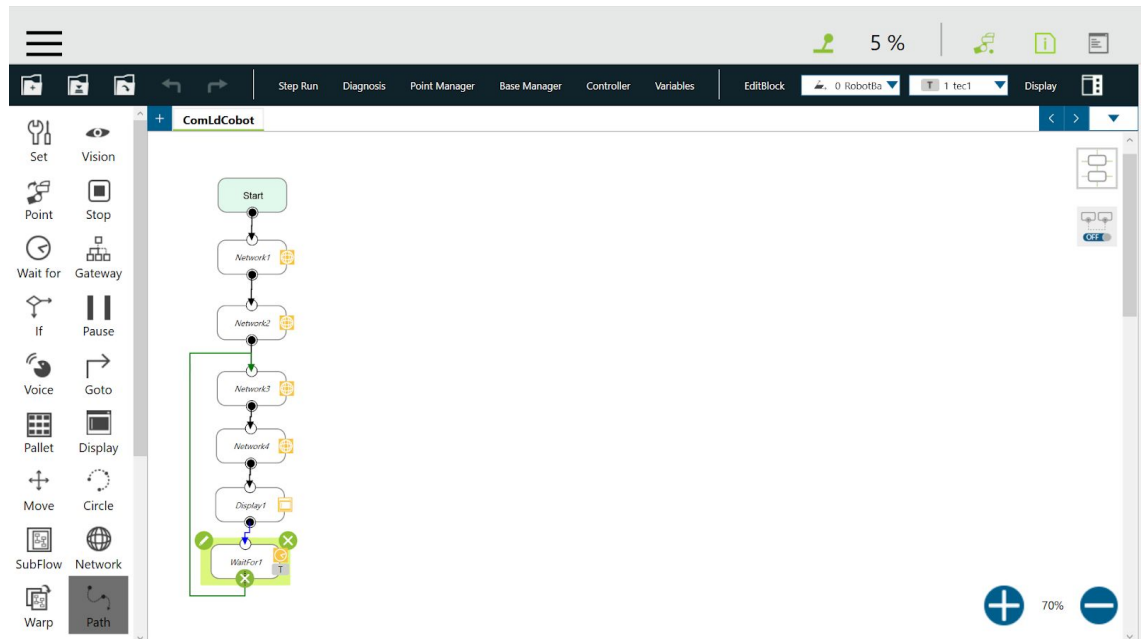 5 %
Step Run Diagnosis Point Manager Base Manager Controller Variables EditBlock 0 RobotBa T 1 tec1 Display
+ ComLdCobot
Set Vision
Point Stop
Wait for Gateway
If Pause
Voice Goto
Pallet Display
Move Circle
SubFlow Network
Warp Path
Start
Network1
Network2
Network3
Network4
Display1
WaitFor1
T
OFF
70%